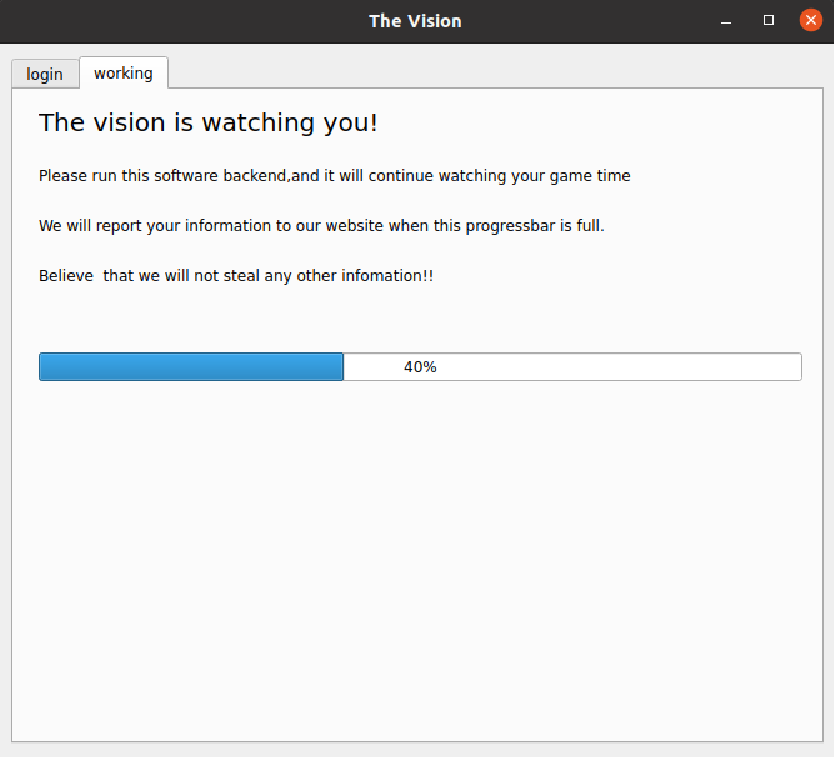 The Vision
login
working
The vision is watching you!
Please run this software backend,and it will continue watching your game time
We will report your information to our website when this progressbar is full.
Believe  that we will not steal any other infomation!!
40%